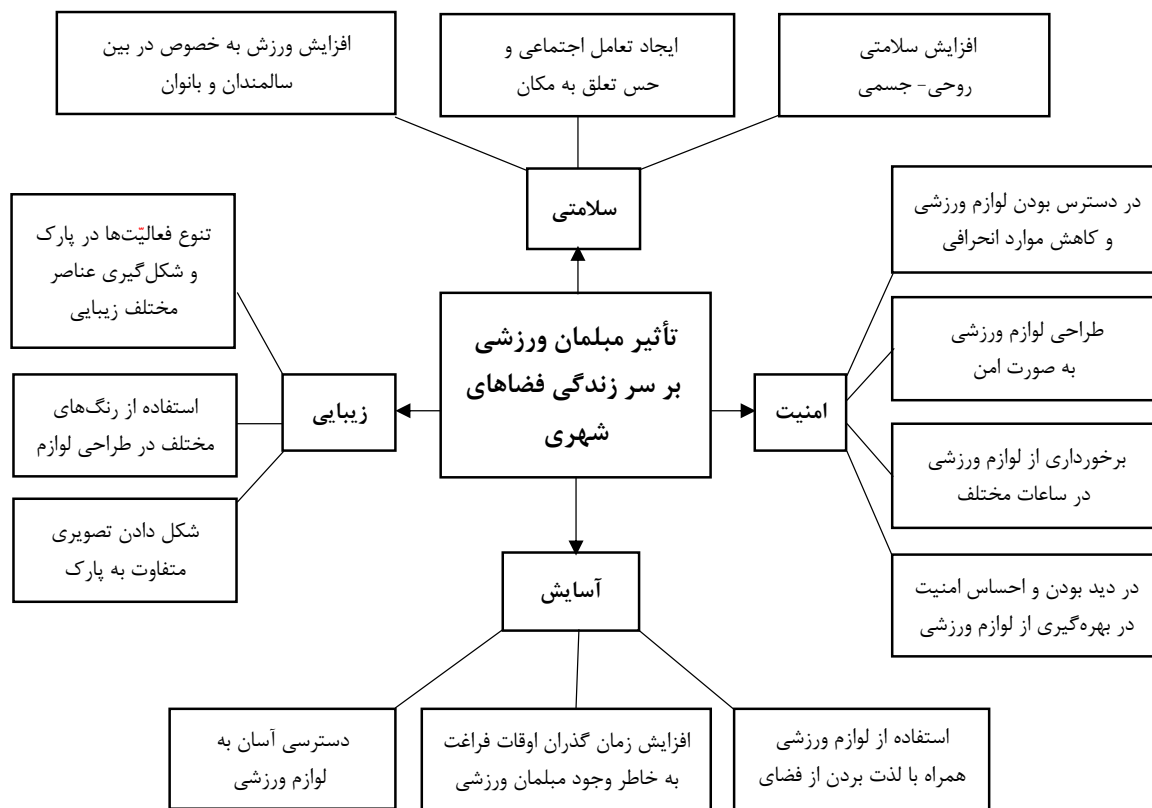 افزایش سلامتی
روحی- جسمی
ایجاد تعامل اجتماعی و
حس تعلق به مکان
افزایش ورزش به خصوص در بین
سالمندان و بانوان
سلامتی
در دسترس بودن لوازم ورزشی
و کاهش موارد انحرافی
طراحی لوازم ورزشی
به صورت امن
برخورداری از لوازم ورزشی
در ساعات مختلف
در دید بودن و احساس امنیت
در بهره‌گیری از لوازم ورزشی
امنیت
تأثیر مبلمان ورزشی
بر سر زندگی فضاهای
شهری
زیبایی
تنوع فعالیّت‌ها در پارک
و شکل‌گیری عناصر
مختلف زیبایی
استفاده از رنگ‌های
مختلف در طراحی لوازم
شکل دادن تصویری
متفاوت به پارک
آسایش
استفاده از لوازم ورزشی
همراه با لذت بردن از فضای
افزایش زمان گذران اوقات فراغت
به خاطر وجود مبلمان ورزشی
دسترسی آسان به
لوازم ورزشی